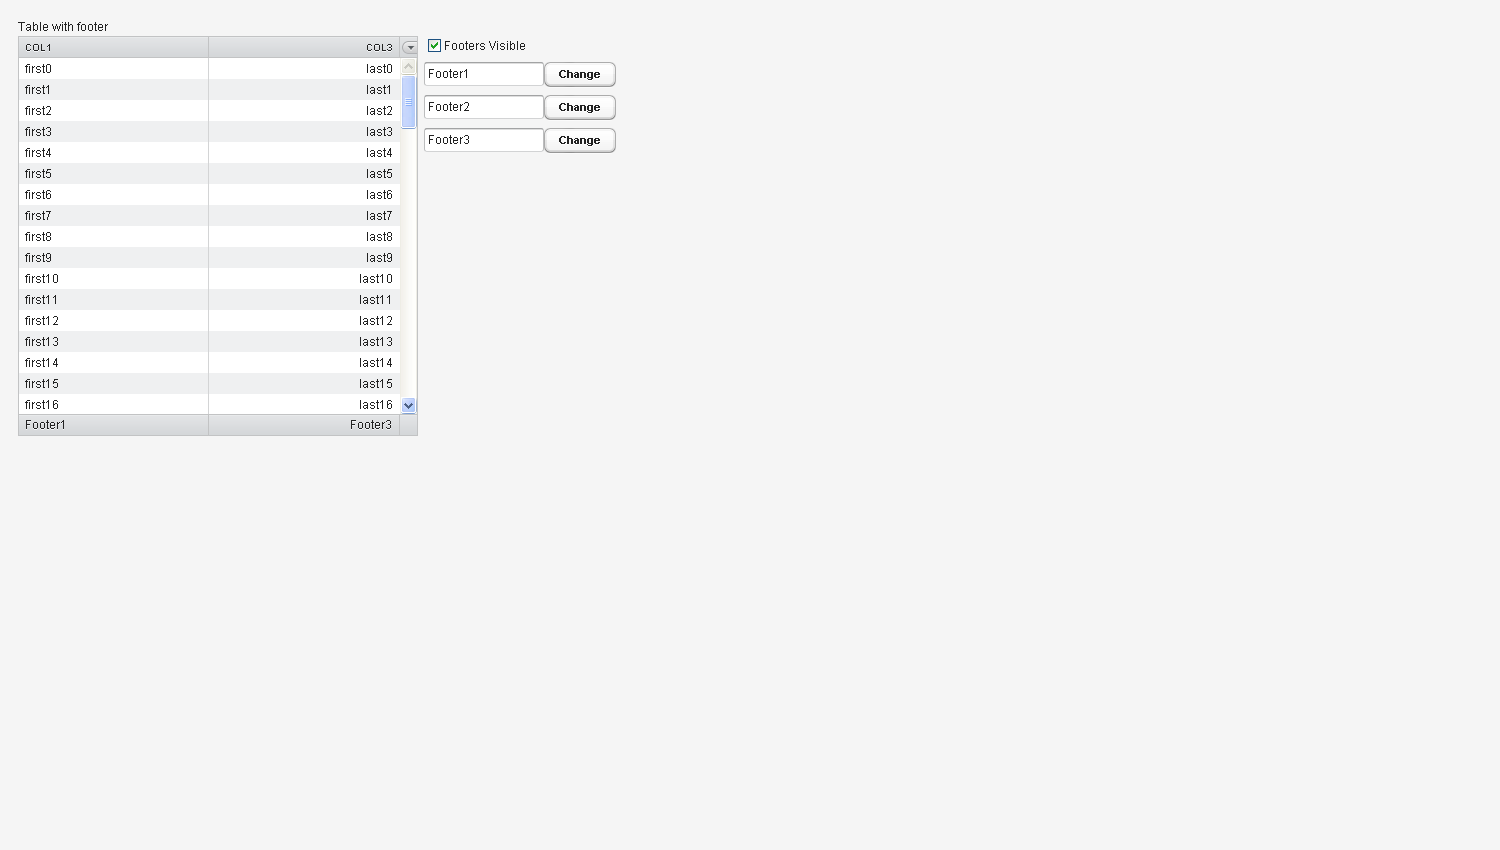 Table with footer
COL1 COL3
Footers Visible
first0 last0
Footer1 Change
first1 last1
first2 last2
Footer2 Change
first3 last3
Footer3 Change
first4 last4
first5 last5
first6 last6
first7 last7
first8 last8
first9 last9
first10 last10
first11 last11
first12 last12
first13 last13
first14 last14
first15 last15
first16 last16
Footer1 Footer3